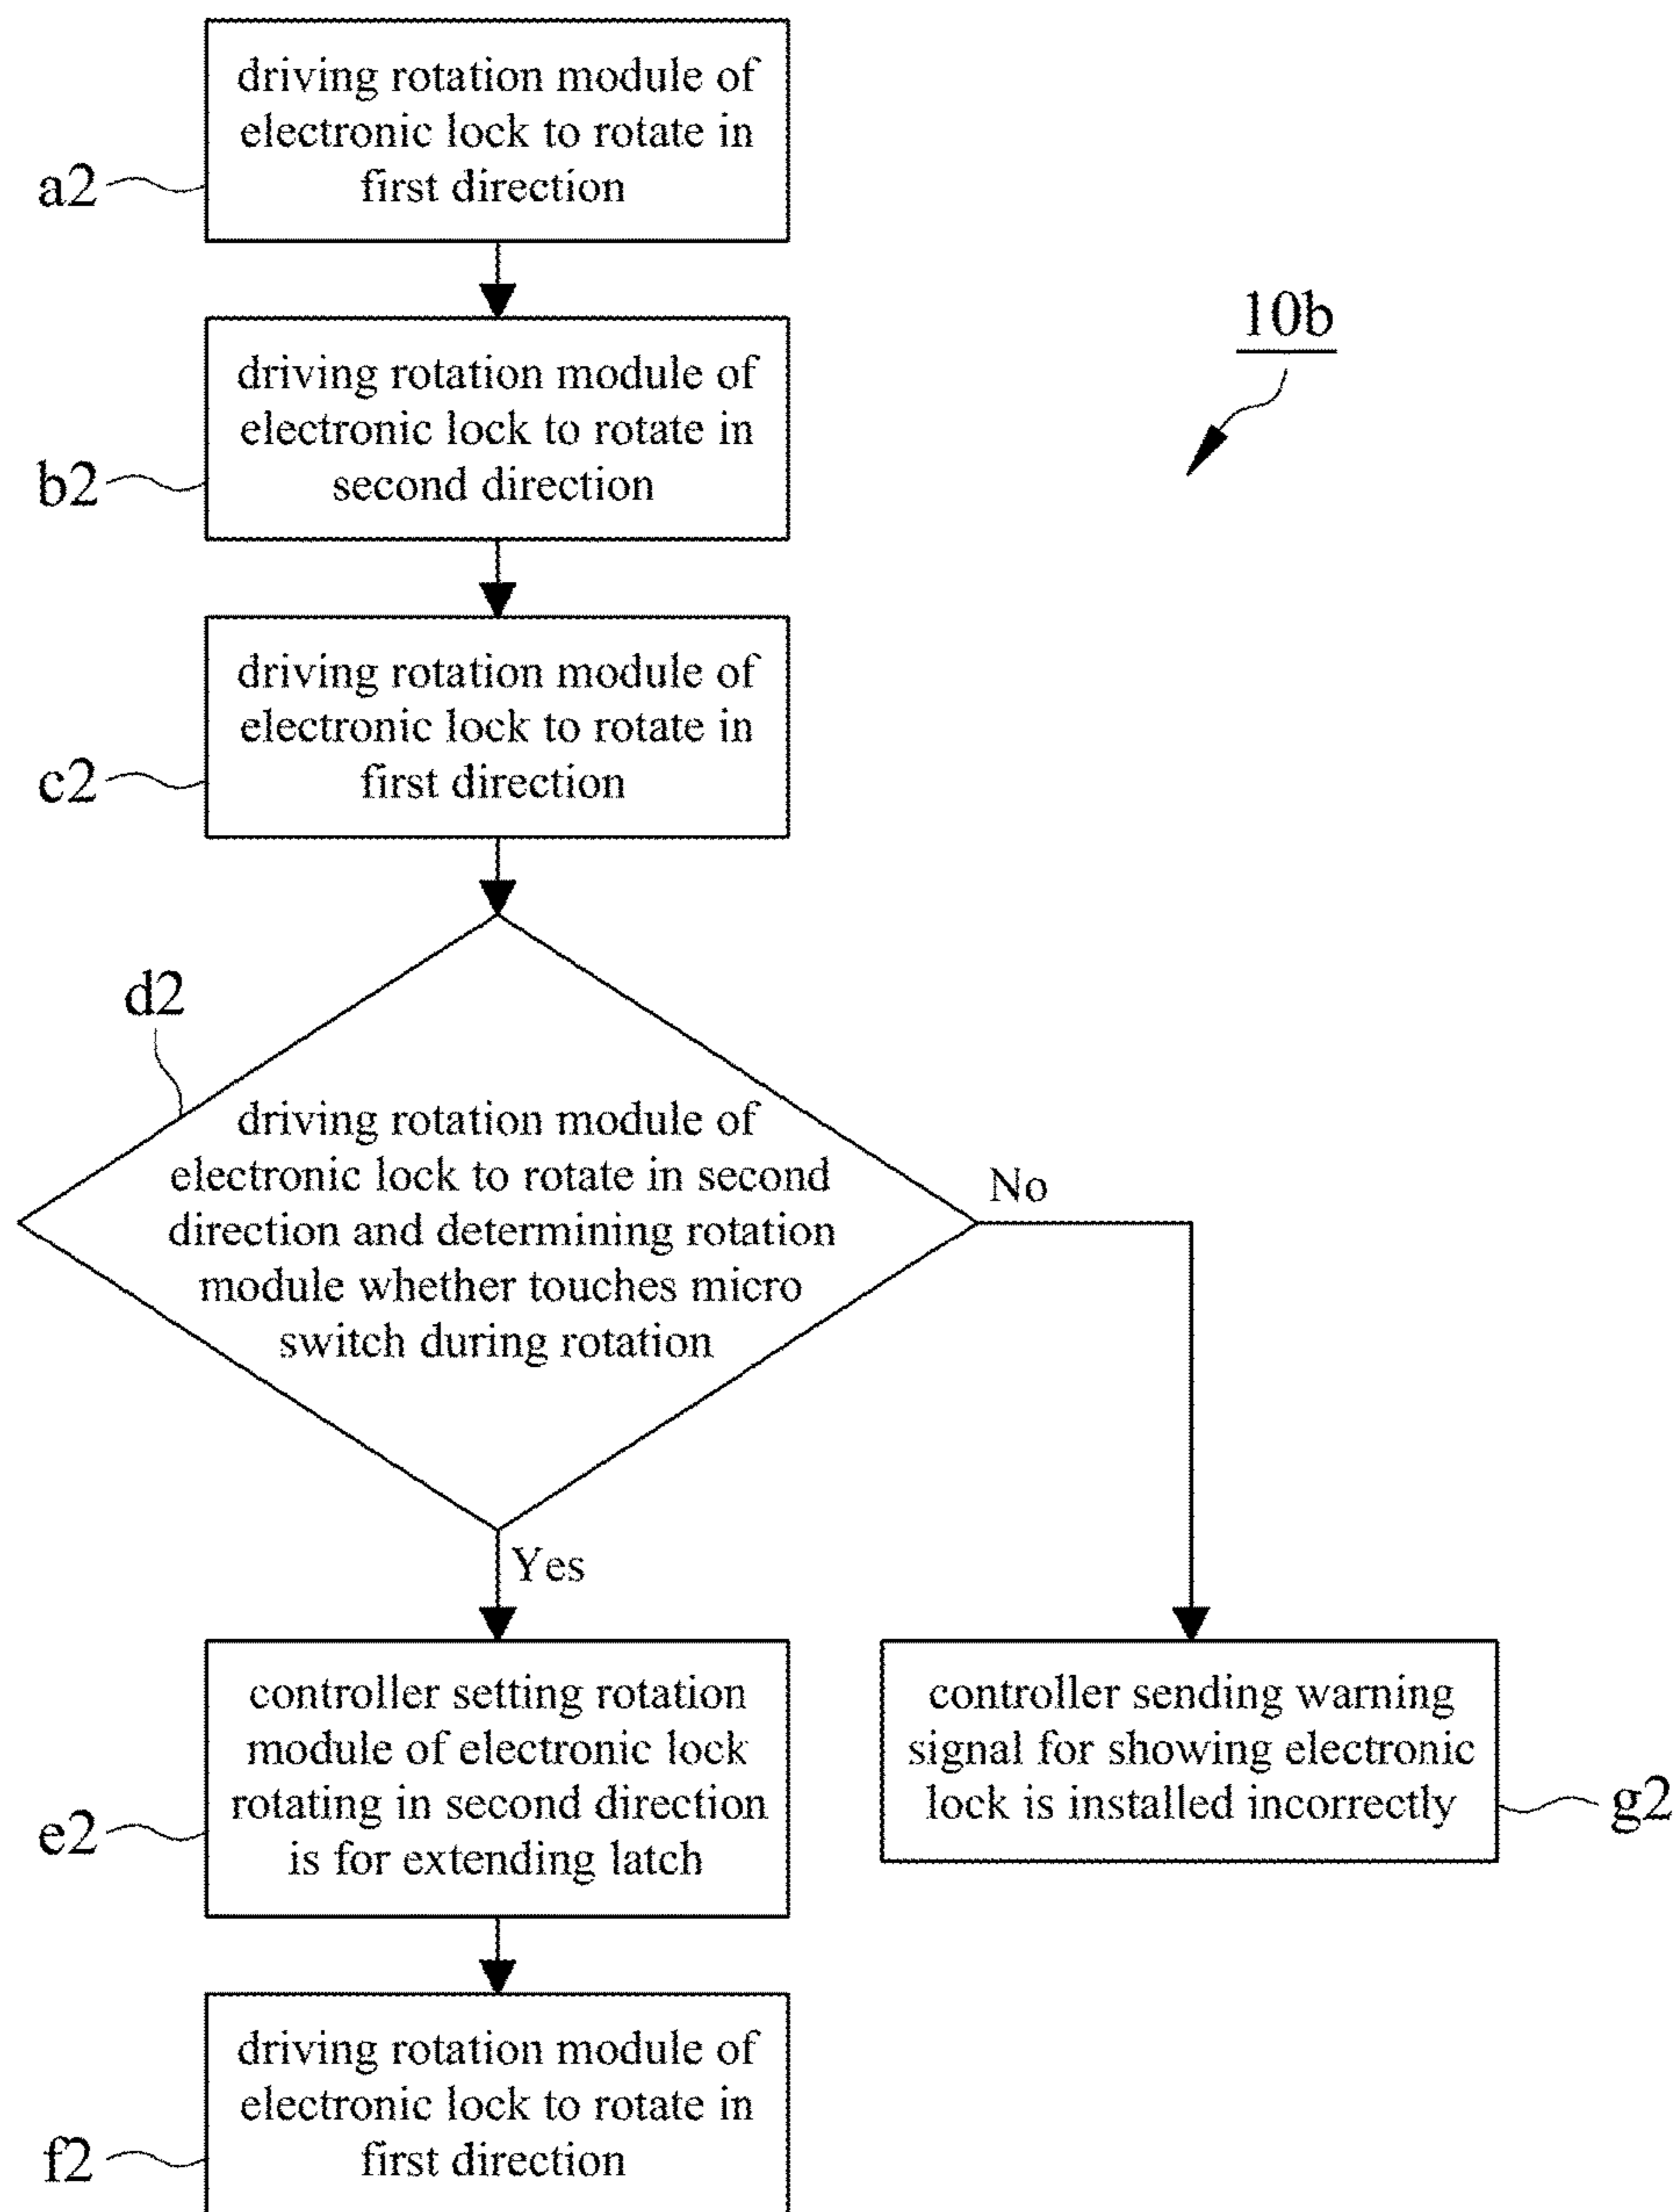 driving rotation module of
electronic lock to rotate in
first direction
a2
10b
driving rotation module of
electronic lock to rotate in
second direction
b2
driving rotation module of
electronic lock to rotate in
first direction
c2
d2
driving rotation module of
electronic lock to rotate in second
direction and determining rotation
module whether touches micro
switch during rotation
No
Yes
controller setting rotation
module of electronic lock
rotating in second direction
is for extending latch
e2
controller sending warning
signal for showing electronic
lock is installed incorrectly
g2
driving rotation module of
electronic lock to rotate in
first direction
f2